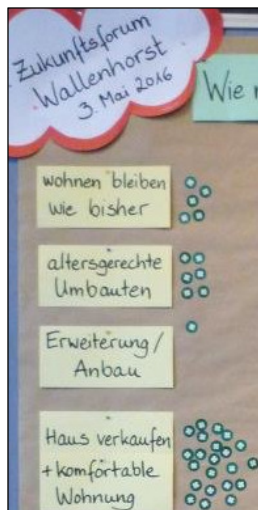 Zukunftsforum
Wallenhorst
3. Mai 2016
Wie
wohnen bleiben
wie bisher
altersgerechte
Umbauten
Erweiterung /
Anbau
Haus verkaufen
+ komfortable
Wohnung